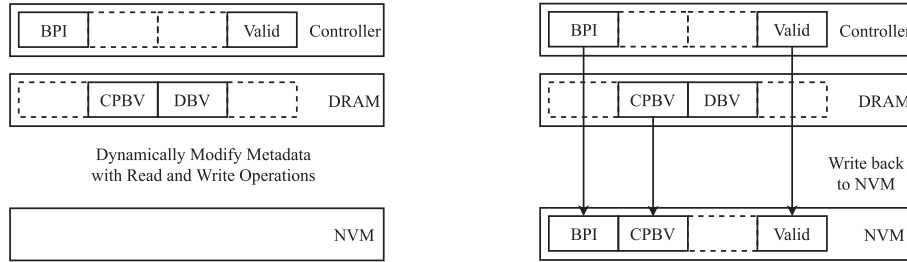 BPI Valid Controller
CPBV DBV DRAM
Dynamically Modify Metadata
with Read and Write Operations
NVM
BPI Valid Controller
CPBV DBV DRAM
Write back
to NVM
BPI CPBV Valid NVM